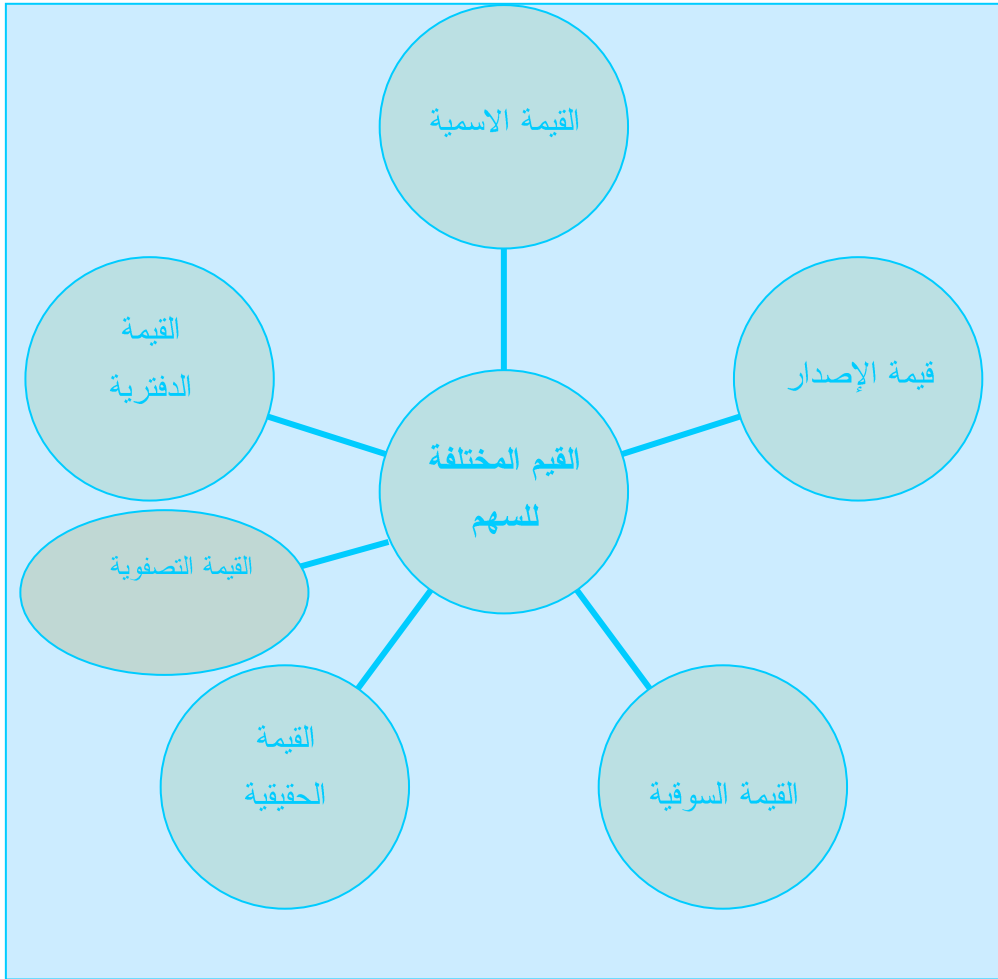 القيمة الاسمية
قيمة الإصدار
القيمة
الدفترية
القيم المختلفة
للسهم
القيمة التصفوية
القيمة
الحقيقية
القيمة السوقية